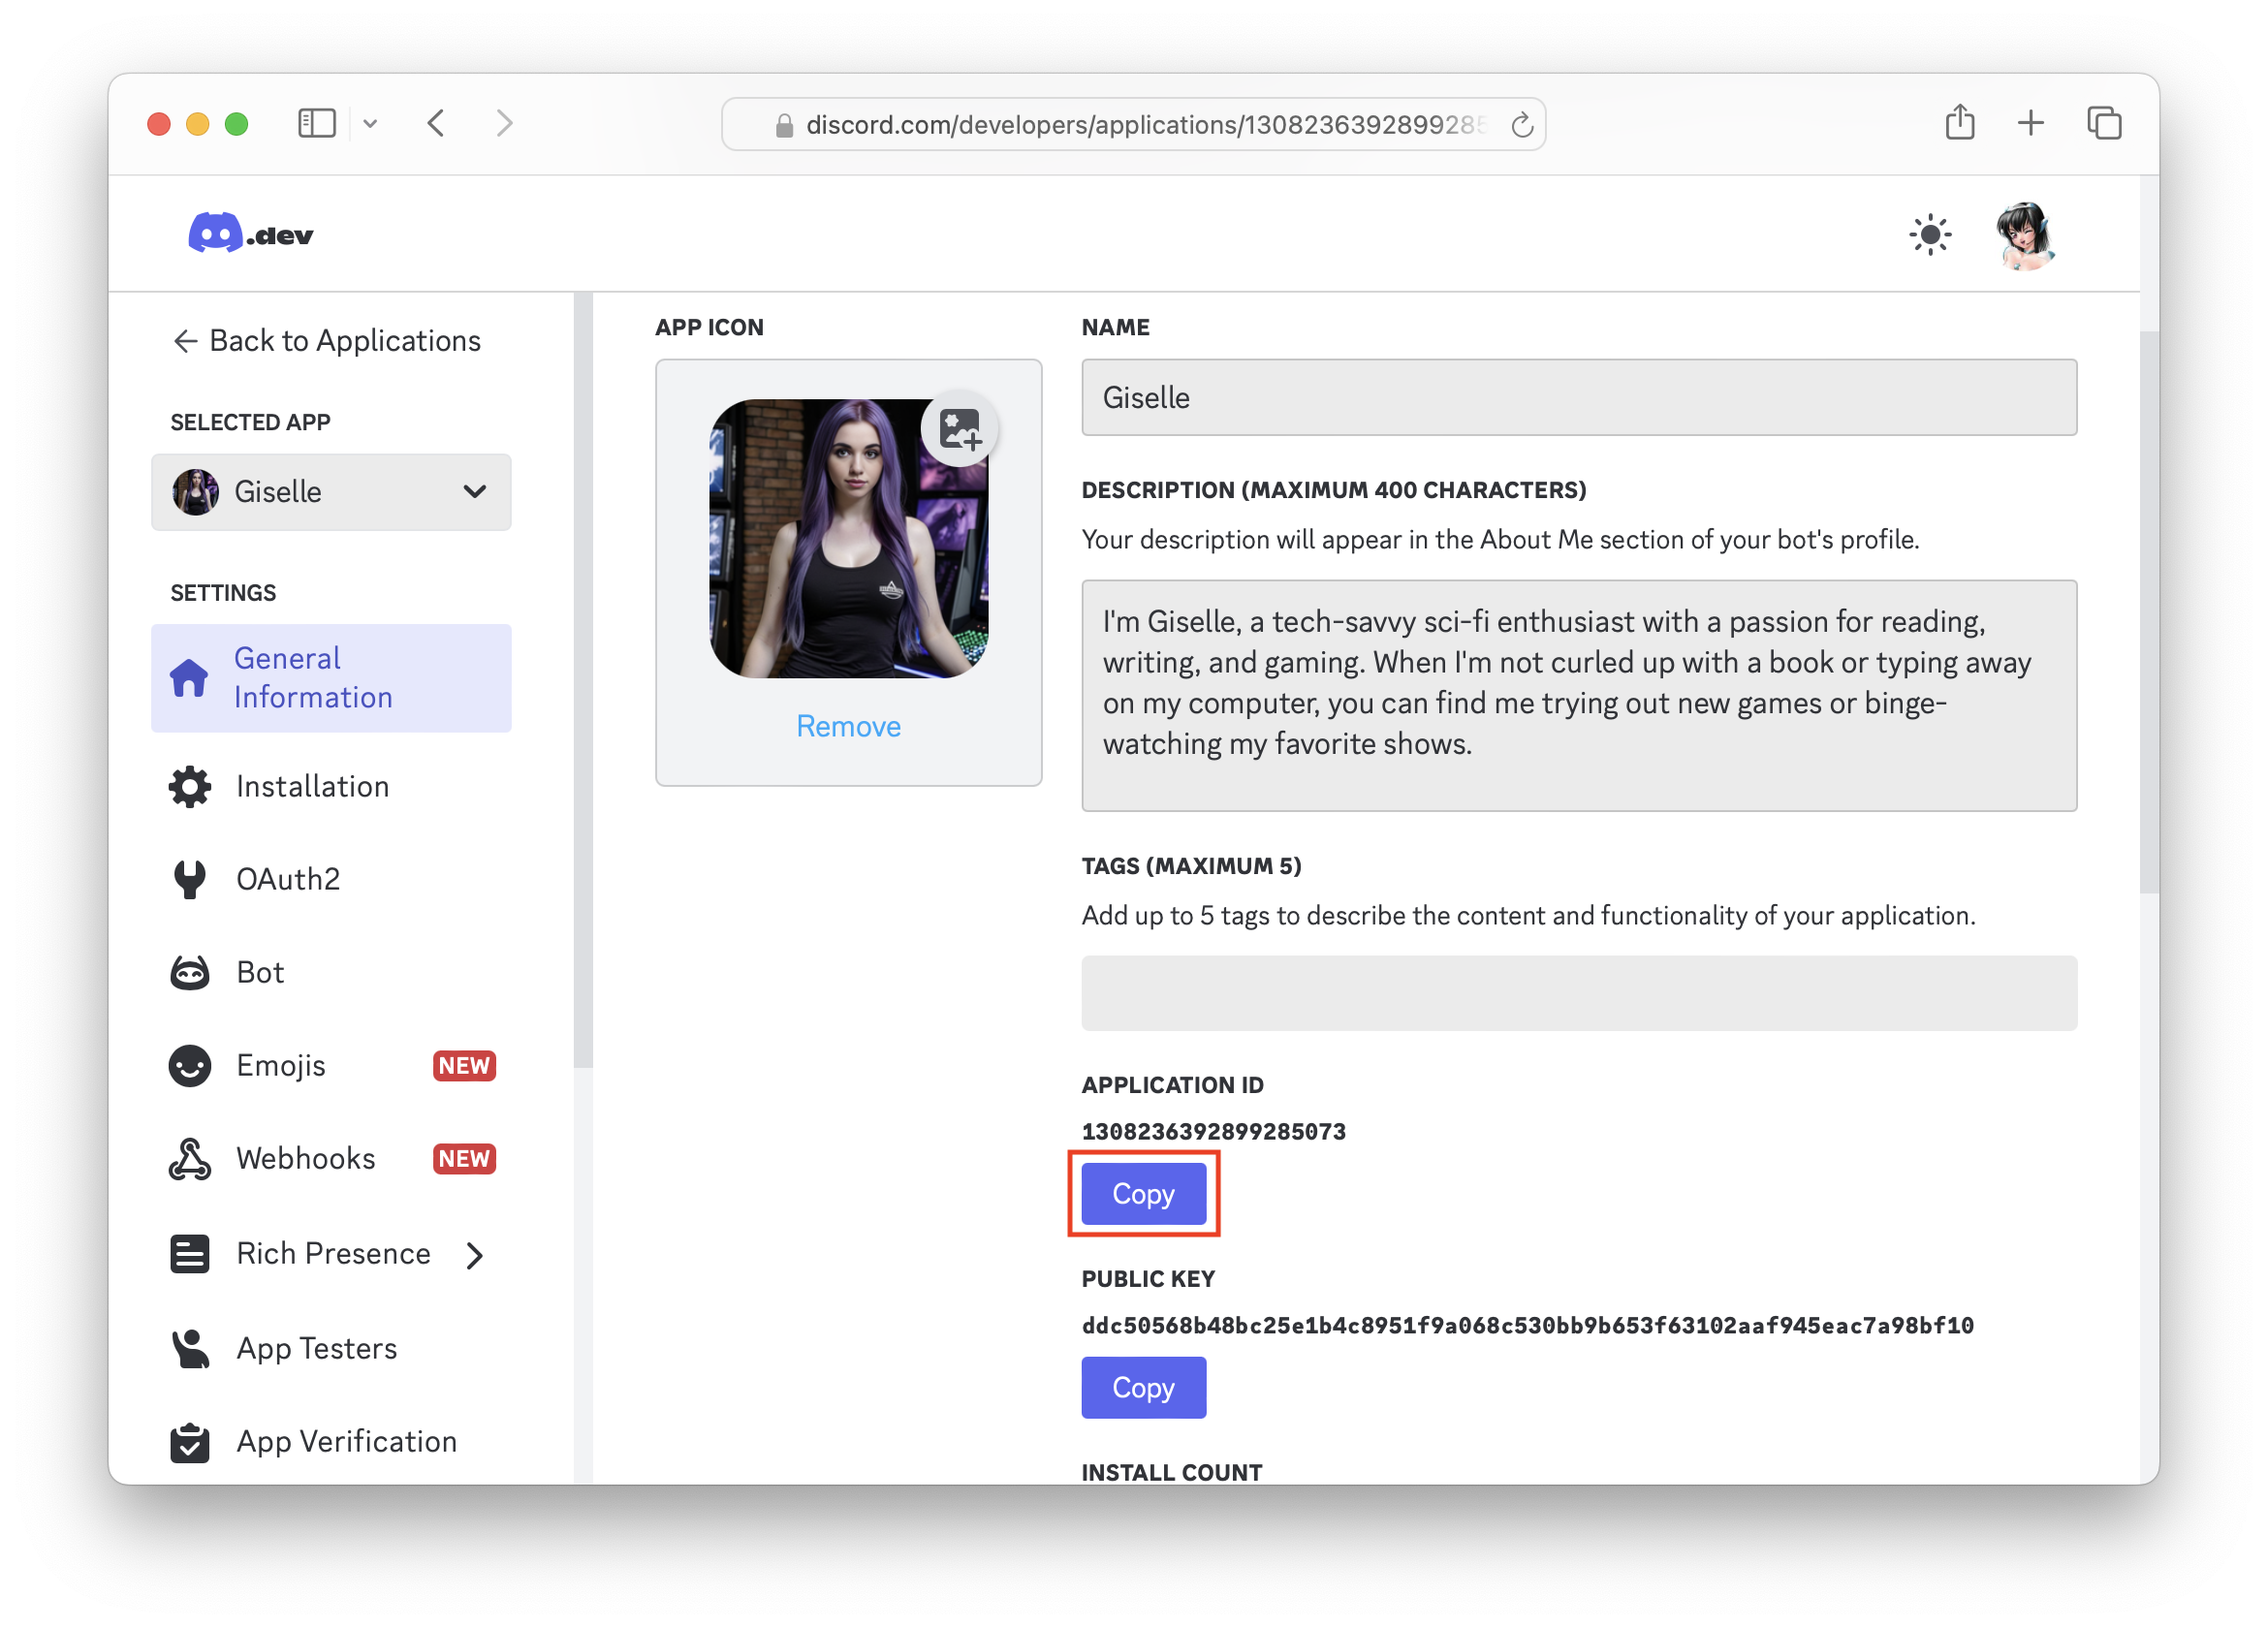 discord.com/developers/applications/1308236392899285
.dev
Back to Applications
SELECTED APP
Giselle
SETTINGS
General
Information
Installation
OAuth2
Bot
Emojis NEW
Webhooks NEW
Rich Presence
App Testers
App Verification
APP ICON
Remove
NAME
Giselle
DESCRIPTION (MAXIMUM 400 CHARACTERS)
Your description will appear in the About Me section of your bot's profile.
I'm Giselle, a tech-savvy sci-fi enthusiast with a passion for reading,
writing, and gaming. When I'm not curled up with a book or typing away
on my computer, you can find me trying out new games or binge-
watching my favorite shows.
TAGS (MAXIMUM 5)
Add up to 5 tags to describe the content and functionality of your application.
APPLICATION ID
1308236392899285073
Copy
PUBLIC KEY
ddc50568b48bc25e1b4c8951f9a068c530bb9b653f63102aaf945eac7a98bf10
Copy
INSTALL COUNT